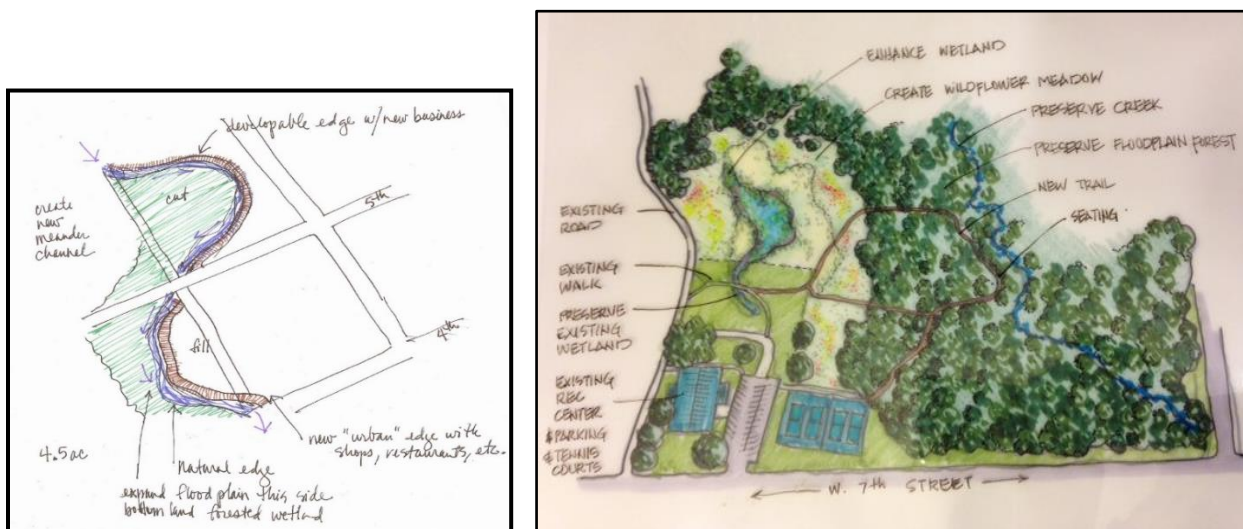 developable edge w/ new business
create
new
meander
channel
cut
5th
4th
fill
new "urban" edge with
shops, restaurants, etc.
4.5 ac
Natural edge
expand floodplain this side
bottom land forested wetland
ENHANCE WETLAND
CREATE WILDFLOWER MEADOW
PRESERVE CREEK
PRESERVE FLOODPLAIN FOREST
NEW TRAIL
SEATING
EXISTING
ROAD
EXISTING
WALK
PRESERVE
EXISTING
WETLAND
EXISTING
REC
CENTER
& PARKING
& TENNIS
COURTS
W. 7th STREET